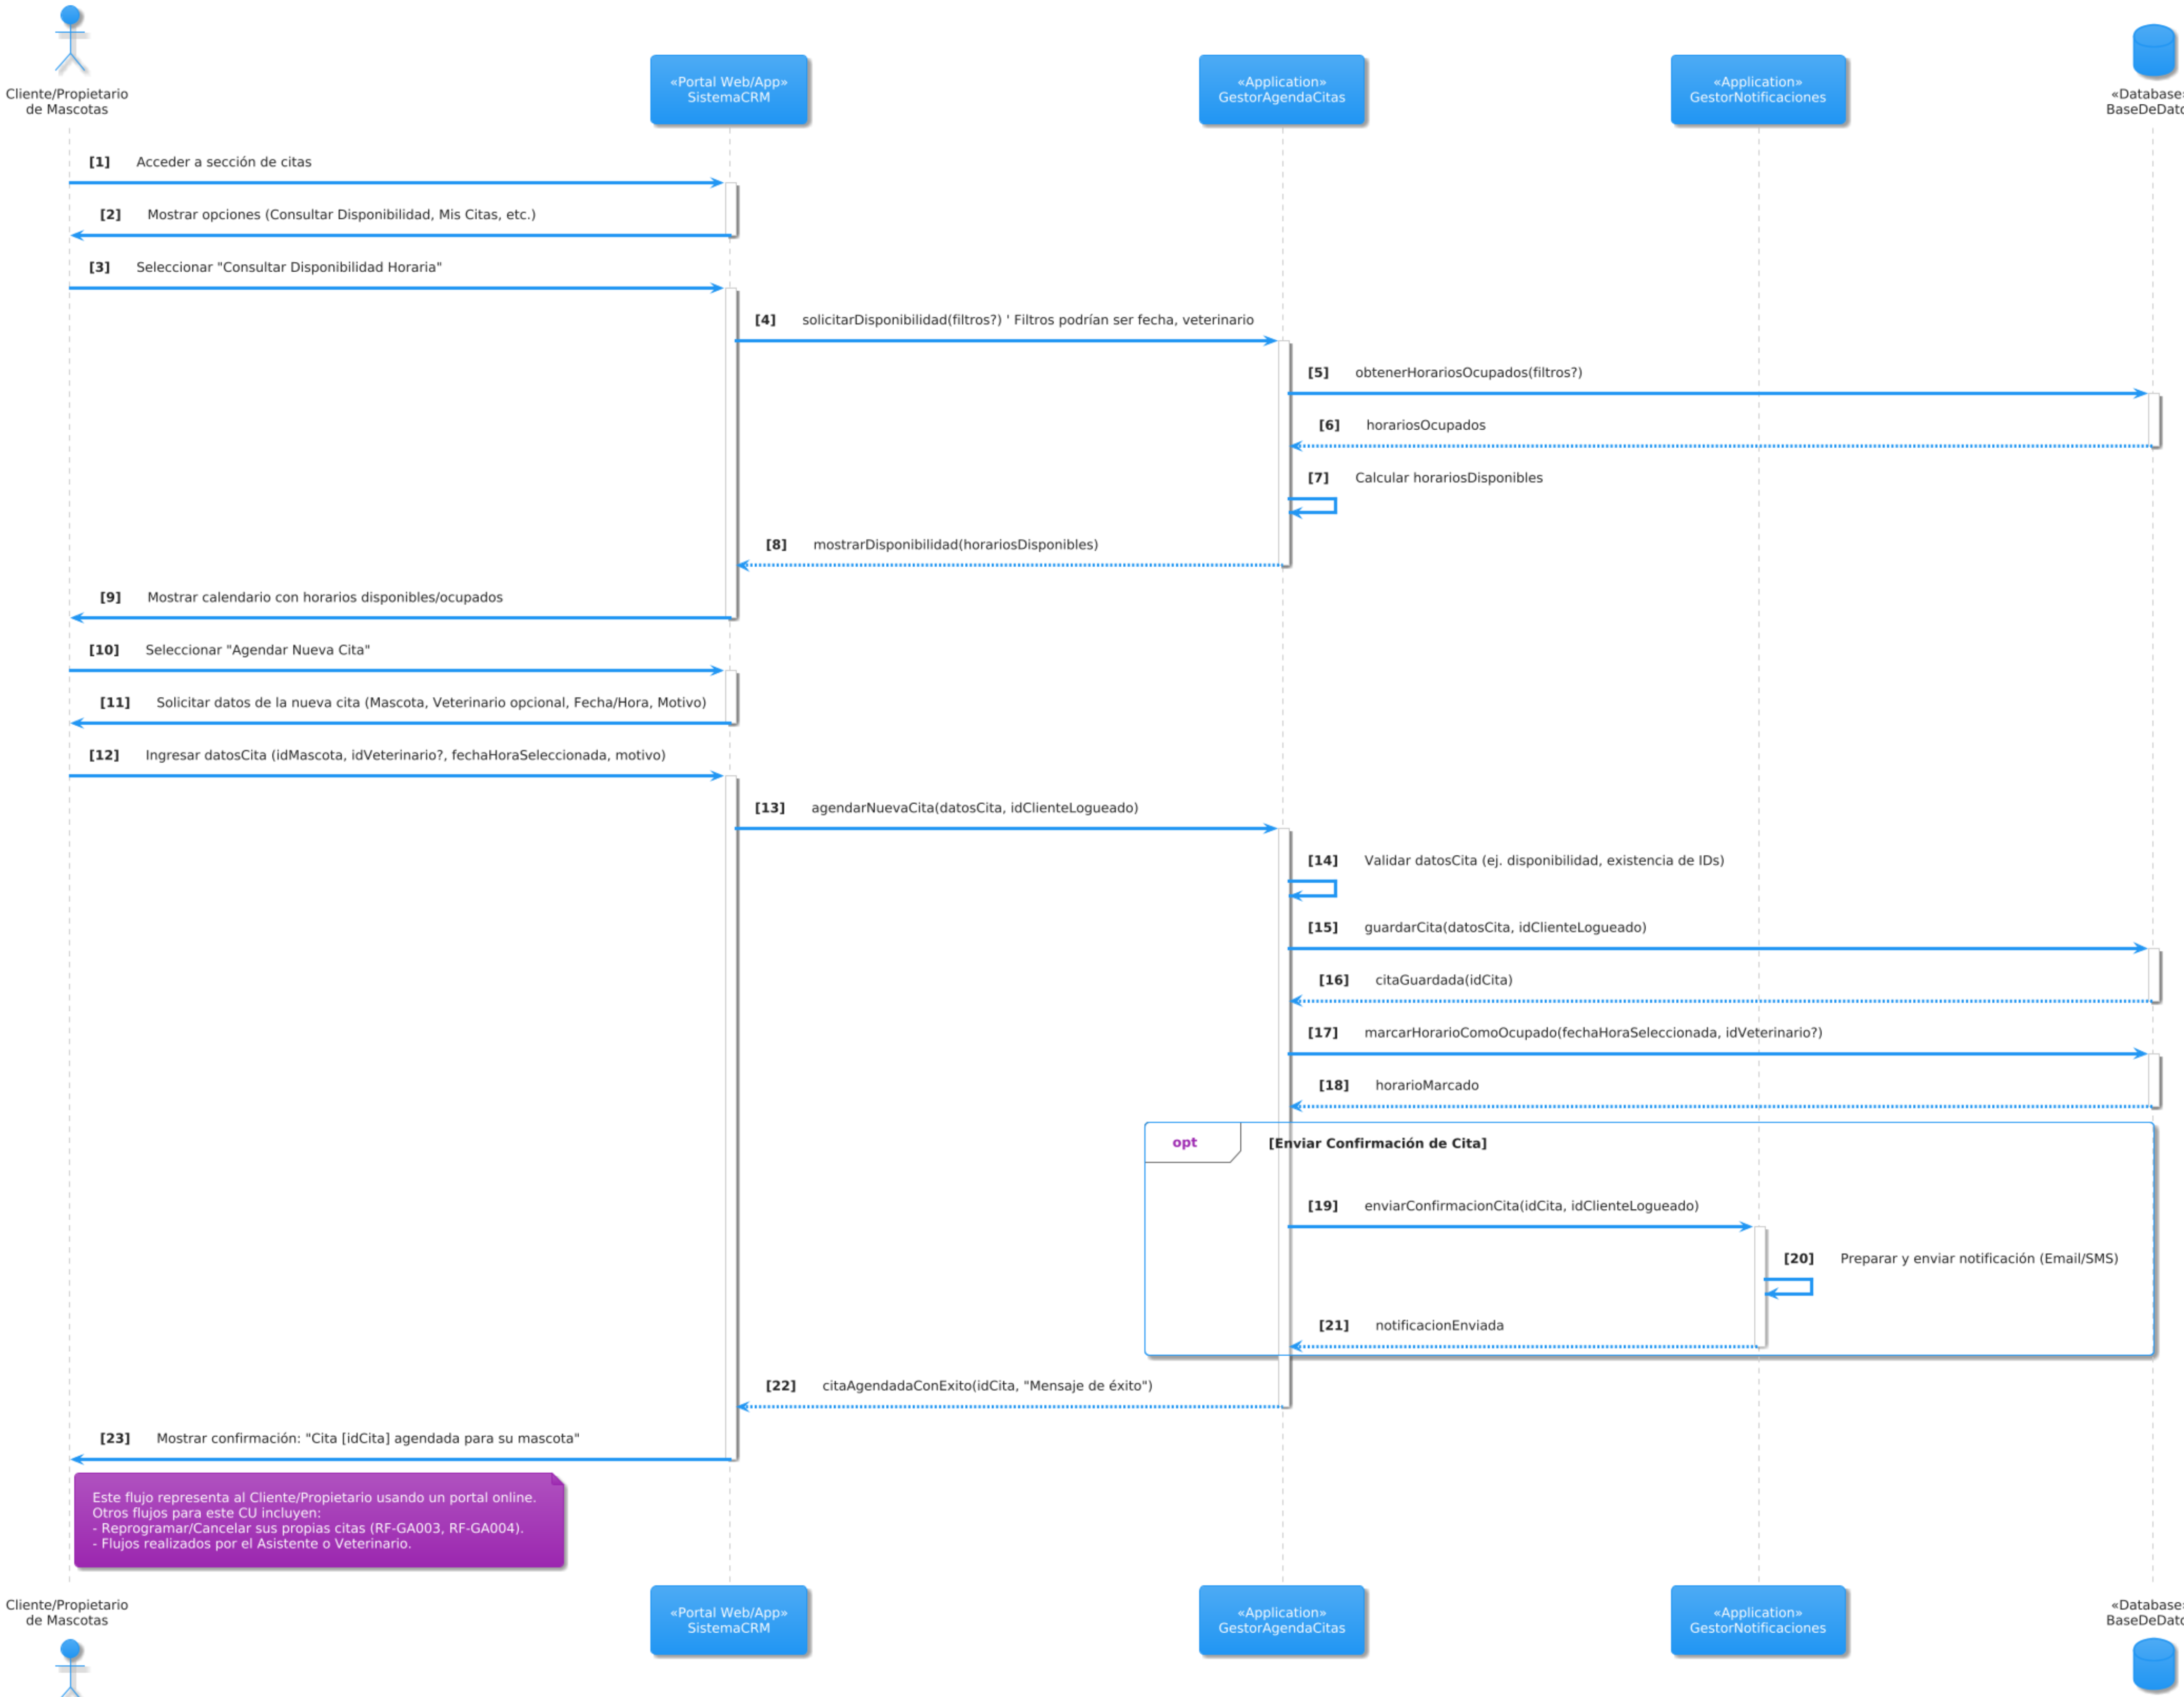 Cliente/Propietario
de Mascotas
«Portal Web/App»
SistemaCRM
«Application»
GestorAgendaCitas
«Application»
GestorNotificaciones
«Database»
BaseDeDato
[1] Acceder a sección de citas
[2] Mostrar opciones (Consultar Disponibilidad, Mis Citas, etc.)
[3] Seleccionar "Consultar Disponibilidad Horaria"
[4] solicitarDisponibilidad(filtros?) ' Filtros podrían ser fecha, veterinario
[5] obtenerHorariosOcupados(filtros?)
[6] horariosOcupados
[7] Calcular horariosDisponibles
[8] mostrarDisponibilidad(horariosDisponibles)
[9] Mostrar calendario con horarios disponibles/ocupados
[10] Seleccionar "Agendar Nueva Cita"
[11] Solicitar datos de la nueva cita (Mascota, Veterinario opcional, Fecha/Hora, Motivo)
[12] Ingresar datosCita (idMascota, idVeterinario?, fechaHoraSeleccionada, motivo)
[13] agendarNuevaCita(datosCita, idClienteLogueado)
[14] Validar datosCita (ej. disponibilidad, existencia de IDs)
[15] guardarCita(datosCita, idClienteLogueado)
[16] citaGuardada(idCita)
[17] marcarHorarioComoOcupado(fechaHoraSeleccionada, idVeterinario?)
[18] horarioMarcado
opt [Enviar Confirmación de Cita]
[19] enviarConfirmacionCita(idCita, idClienteLogueado)
[20] Preparar y enviar notificación (Email/SMS)
[21] notificacionEnviada
[22] citaAgendadaConExito(idCita, "Mensaje de éxito")
[23] Mostrar confirmación: "Cita [idCita] agendada para su mascota"
Este flujo representa al Cliente/Propietario usando un portal online.
Otros flujos para este CU incluyen:
- Reprogramar/Cancelar sus propias citas (RF-GA003, RF-GA004).
- Flujos realizados por el Asistente o Veterinario.
Cliente/Propietario
de Mascotas
«Portal Web/App»
SistemaCRM
«Application»
GestorAgendaCitas
«Application»
GestorNotificaciones
«Database»
BaseDeDato